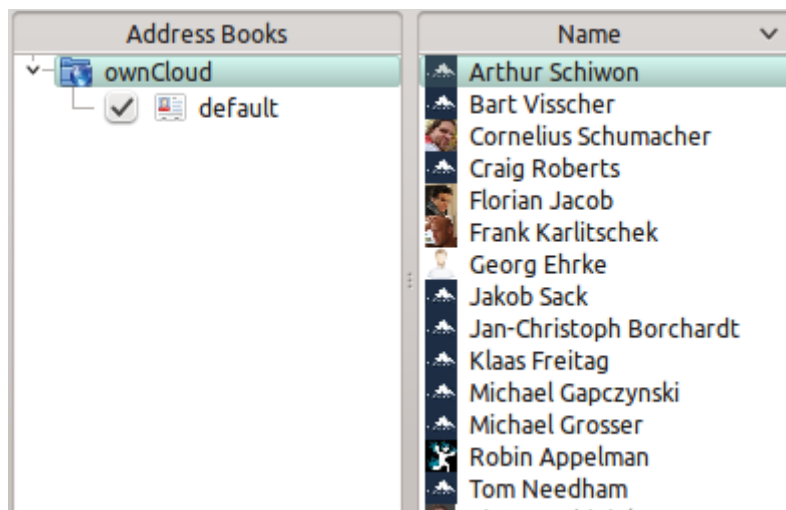 Address Books
ownCloud
default
Name
Arthur Schiwon
Bart Visscher
Cornelius Schumacher
Craig Roberts
Florian Jacob
Frank Karlitschek
Georg Ehrke
Jakob Sack
Jan-Christoph Borchardt
Klaas Freitag
Michael Gapczynski
Michael Grosser
Robin Appelman
Tom Needham